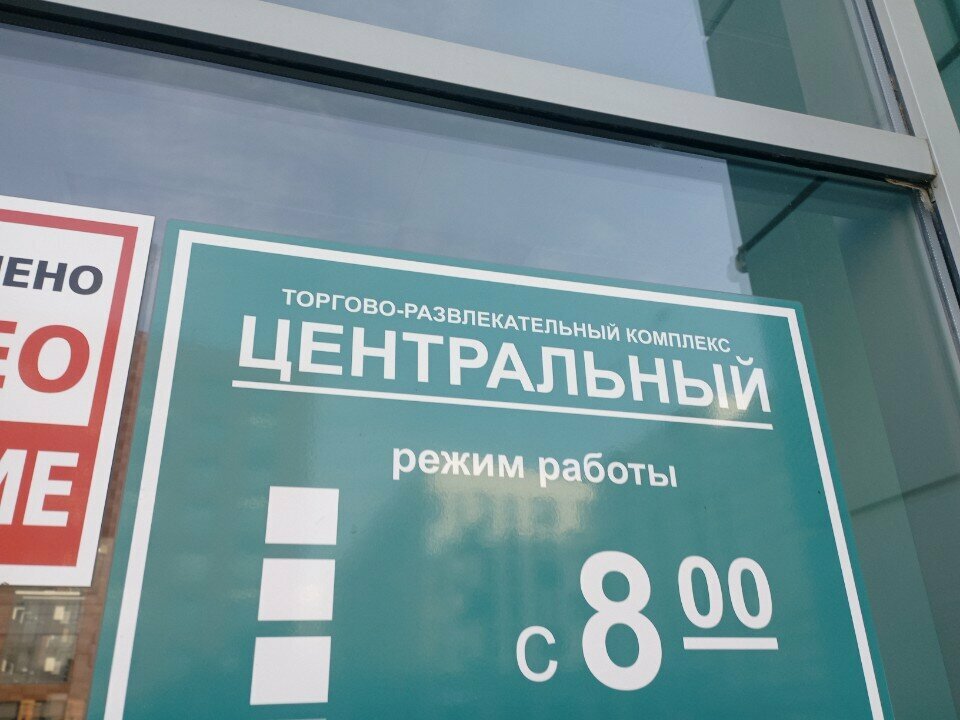 ЕНО
ЕО
МЕ
ТОРГОВО-РАЗВЛЕКАТЕЛЬНЫЙ КОМПЛЕКС
ЦЕНТРАЛЬНЫЙ
режим работы
с 8 00